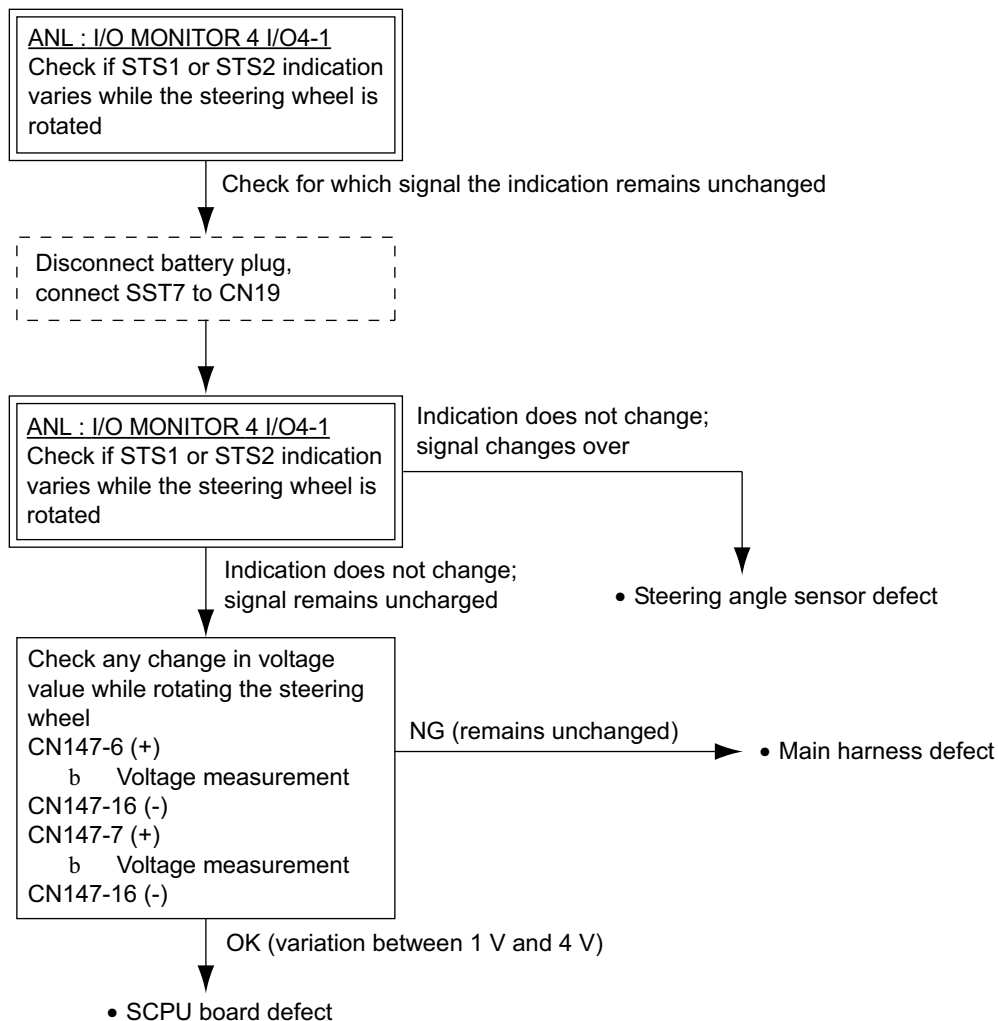 ANL : I/O MONITOR 4 I/O4-1
Check if STS1 or STS2 indication
varies while the steering wheel is
rotated
Check for which signal the indication remains unchanged
Disconnect battery plug,
connect SST7 to CN19
ANL : I/O MONITOR 4 I/O4-1
Check if STS1 or STS2 indication
varies while the steering wheel is
rotated
Indication does not change;
signal changes over
• Steering angle sensor defect
Indication does not change;
signal remains uncharged
Check any change in voltage
value while rotating the steering
wheel
CN147-6 (+)
b Voltage measurement
CN147-16 (-)
CN147-7 (+)
b Voltage measurement
CN147-16 (-)
NG (remains unchanged)
• Main harness defect
OK (variation between 1 V and 4 V)
• SCPU board defect